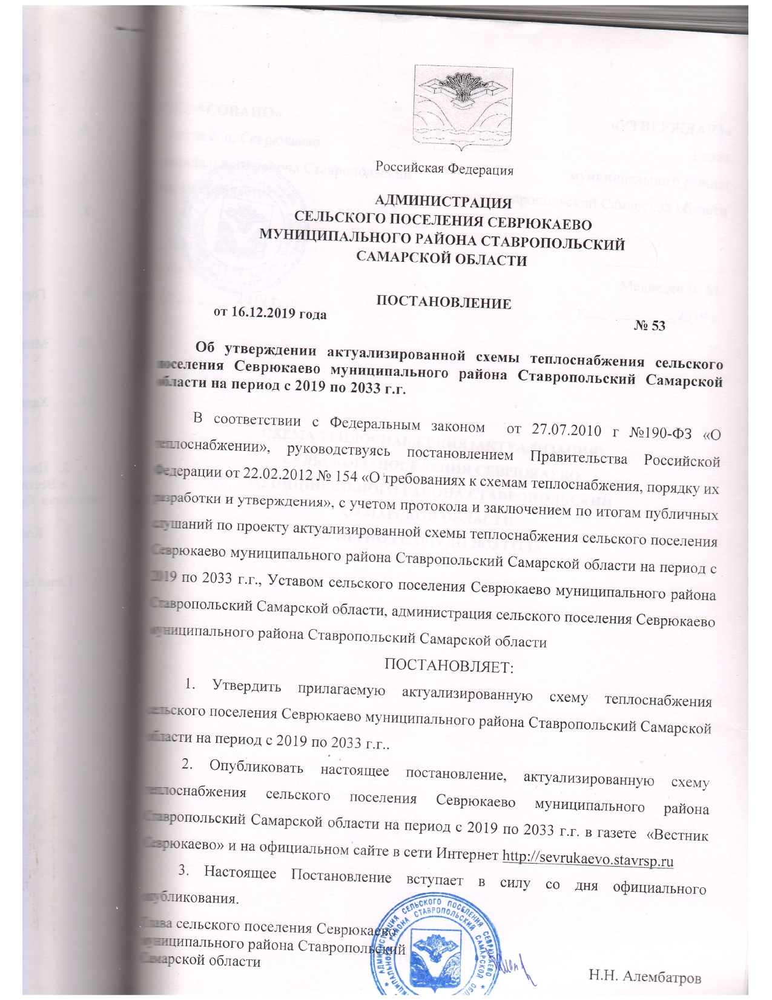 Российская Федерация
АДМИНИСТРАЦИЯ
СЕЛЬСКОГО ПОСЕЛЕНИЯ СЕВРЮКАЕВО
МУНИЦИПАЛЬНОГО РАЙОНА СТАВРОПОЛЬСКИЙ
САМАРСКОЙ ОБЛАСТИ
ПОСТАНОВЛЕНИЕ
от 16.12.2019 года
№ 53
Об утверждении актуализированной схемы теплоснабжения сельского
поселения Севрюкаево муниципального района Ставропольский Самарской
области на период с 2019 по 2033 г.г.
В соответствии с Федеральным законом от 27.07.2010 г №190-ФЗ «О
теплоснабжении», руководствуясь постановлением Правительства Российской
Федерации от 22.02.2012 № 154 «О требованиях к схемам теплоснабжения, порядку их
разработки и утверждения», с учетом протокола и заключением по итогам публичных
слушаний по проекту актуализированной схемы теплоснабжения сельского поселения
Севрюкаево муниципального района Ставропольский Самарской области на период с
2019 по 2033 г.г., Уставом сельского поселения Севрюкаево муниципального района
Ставропольский Самарской области, администрация сельского поселения Севрюкаево
муниципального района Ставропольский Самарской области
ПОСТАНОВЛЯЕТ:
1. Утвердить прилагаемую актуализированную схему теплоснабжения
сельского поселения Севрюкаево муниципального района Ставропольский Самарской
области на период с 2019 по 2033 г.г..
2. Опубликовать настоящее постановление, актуализированную схему
теплоснабжения сельского поселения Севрюкаево муниципального района
Ставропольский Самарской области на период с 2019 по 2033 г.г. в газете «Вестник
Севрюкаево» и на официальном сайте в сети Интернет http://sevrukaevo.stavrsp.ru
3. Настоящее Постановление вступает в силу со дня официального
опубликования.
Глава сельского поселения Севрюкаево
муниципального района Ставропольский
Самарской области
Н.Н. Алембатров
АДМИНИСТРАЦИЯ СЕЛЬСКОГО ПОСЕЛЕНИЯ СЕВРЮКАЕВО
РАЙОНА СТАВРОПОЛЬСКИЙ САМАРСКОЙ